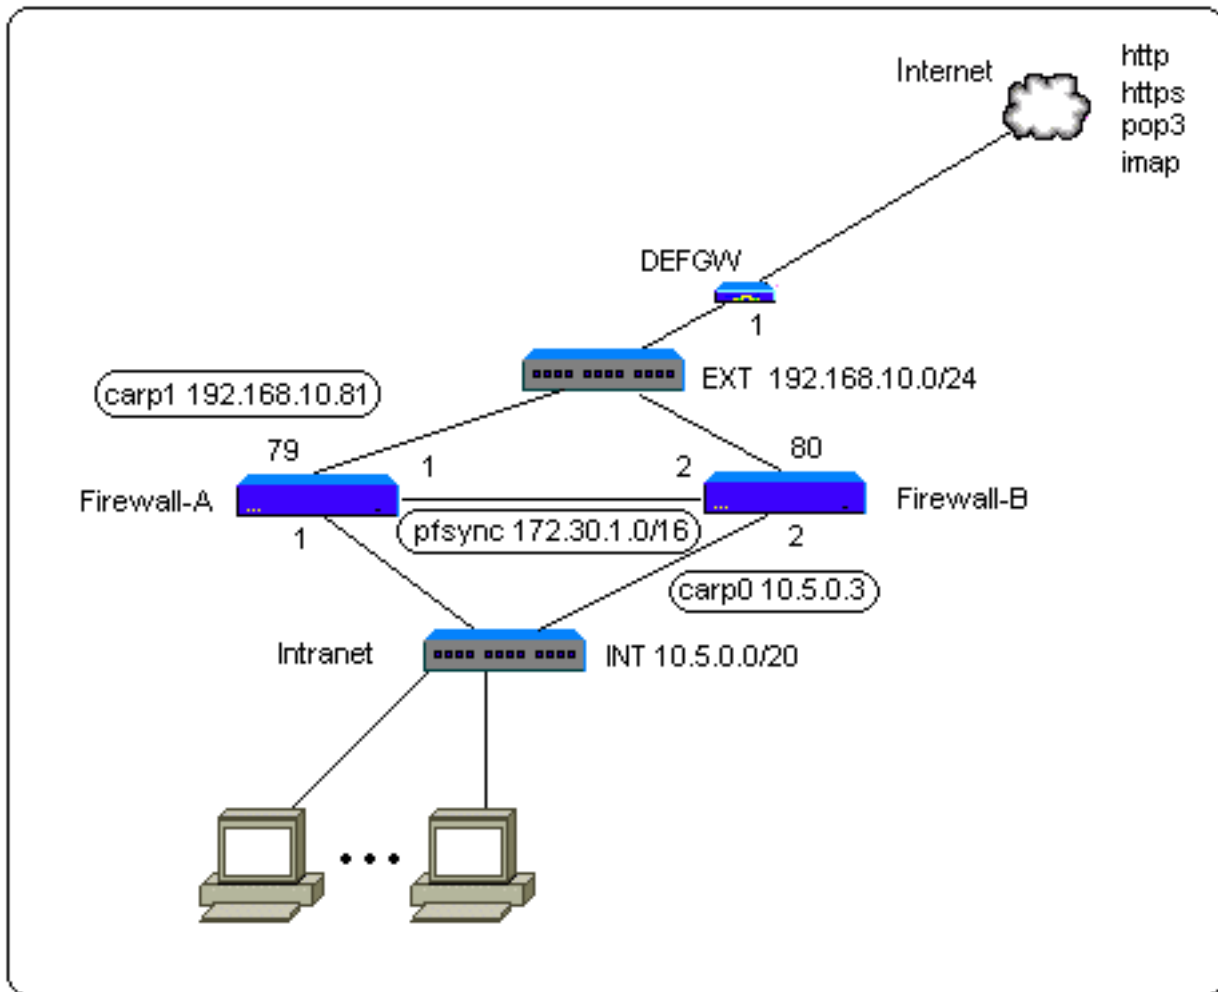 Internet
http
https
pop3
imap
DEFGW
1
EXT 192.168.10.0/24
carp1 192.168.10.81
79
1
2
80
Firewall-A
Firewall-B
pfsync 172.30.1.0/16
1
2
carp0 10.5.0.3
Intranet
INT 10.5.0.0/20